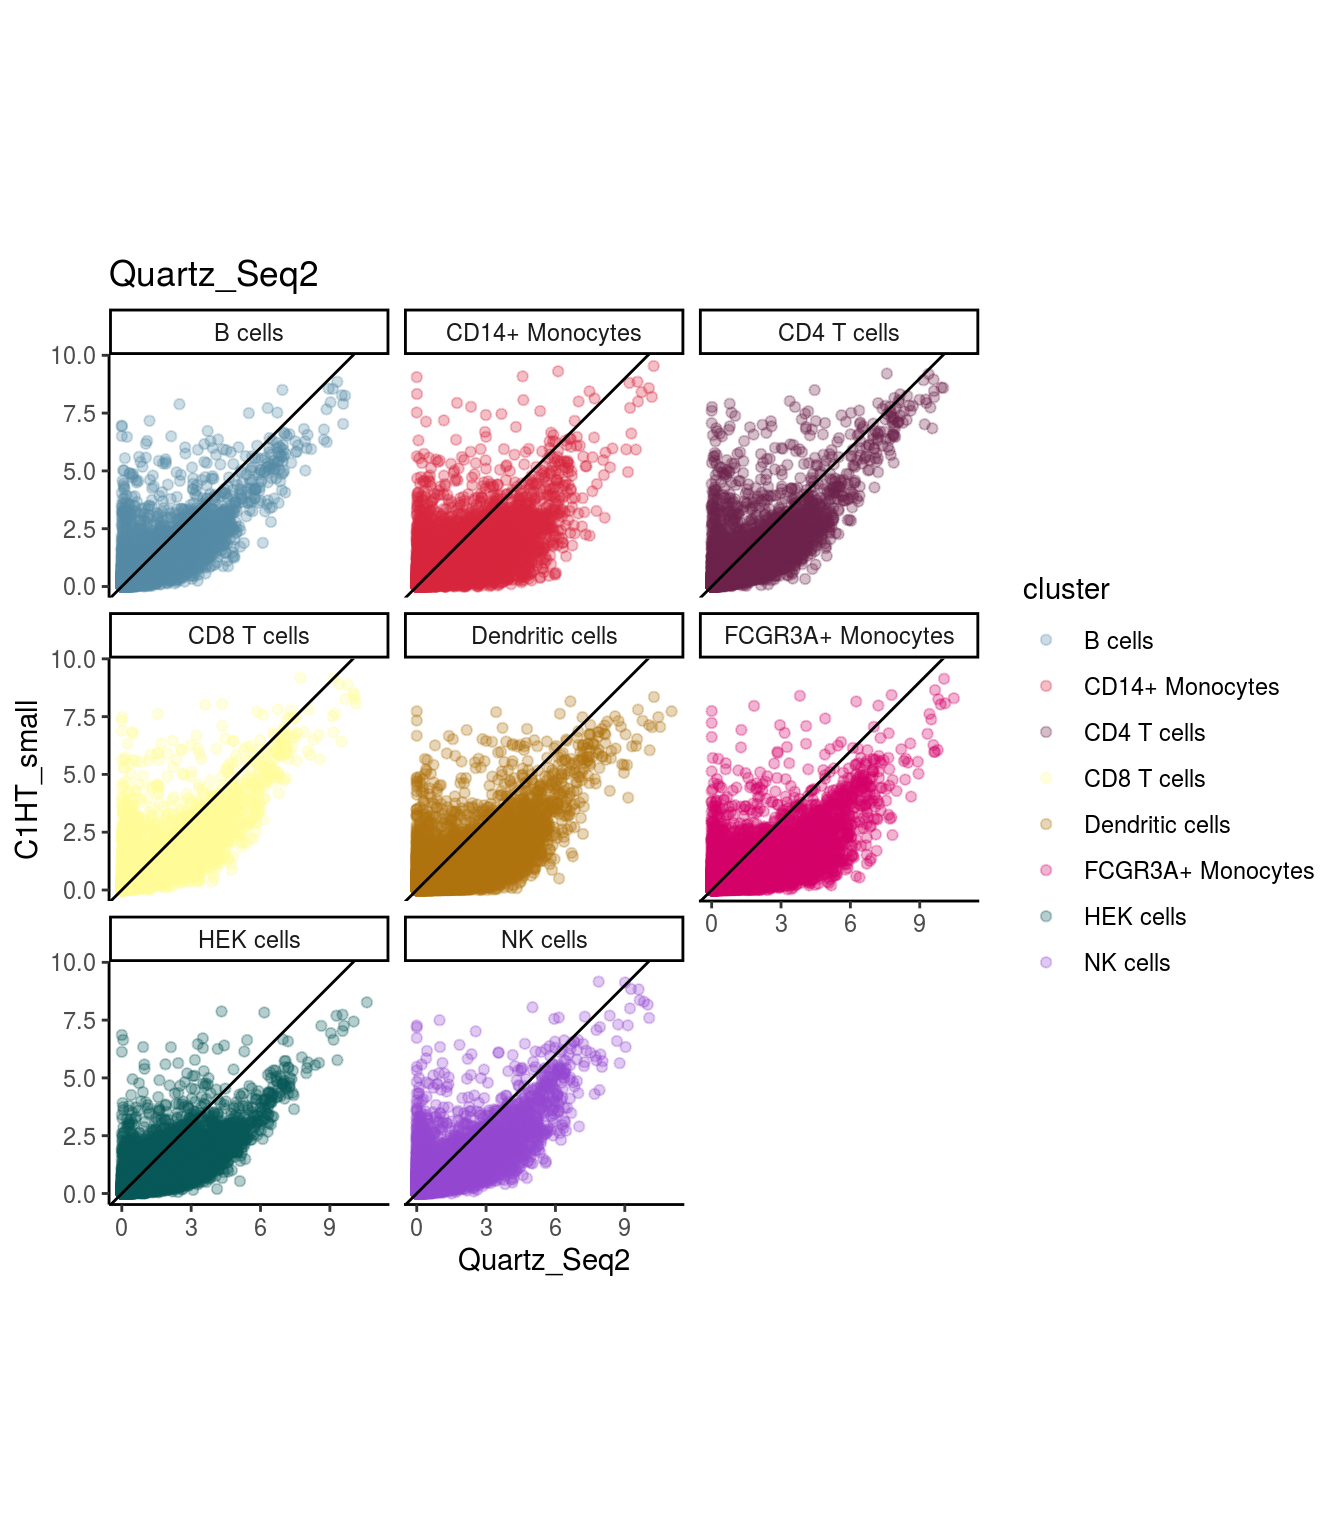 Quartz_Seq2
B cells
CD14+ Monocytes
CD4 T cells
10.0
7.5
5.0
2.5
0.0
CD8 T cells
Dendritic cells
FCGR3A+ Monocytes
10.0
7.5
5.0
2.5
0.0
0 3 6 9
HEK cells
NK cells
10.0
7.5
5.0
2.5
0.0
0 3 6 9
0 3 6 9
Quartz_Seq2
C1HT_small
cluster
B cells
CD14+ Monocytes
CD4 T cells
CD8 T cells
Dendritic cells
FCGR3A+ Monocytes
HEK cells
NK cells